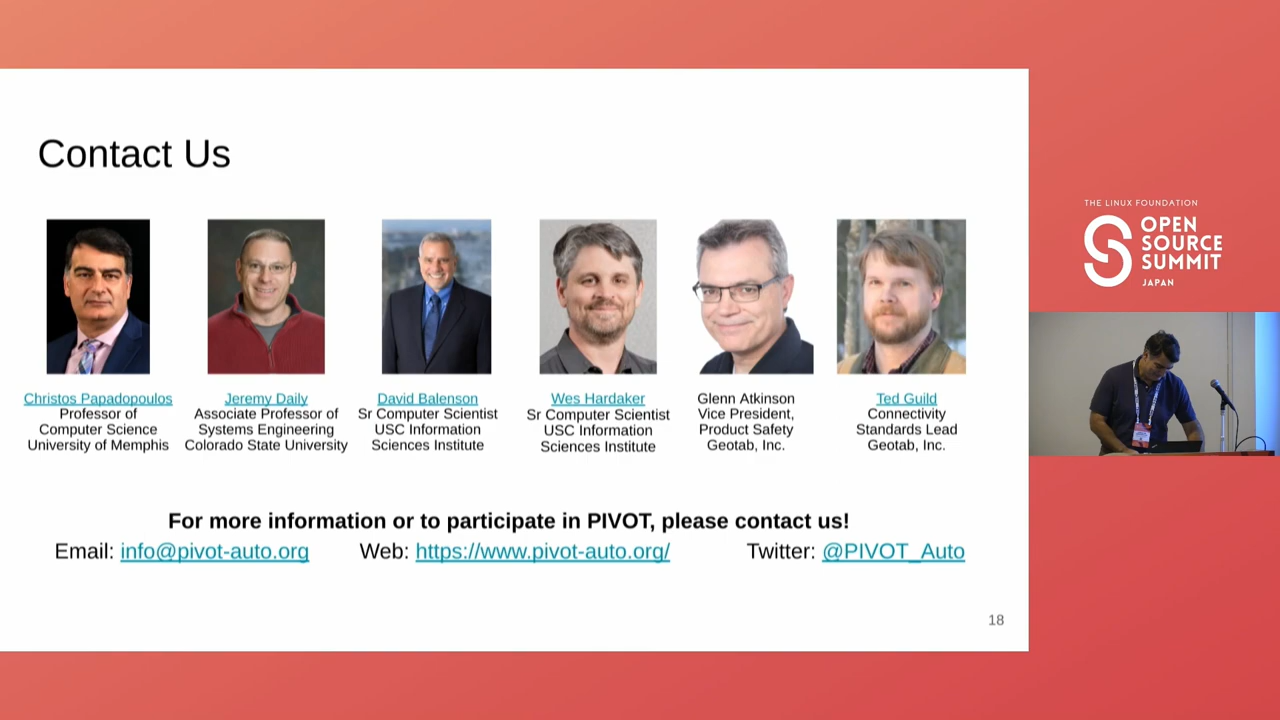 Contact Us
THE LINUX FOUNDATION
OPEN
SOURCE
SUMMIT
JAPAN
Christos Papadopoulos
Professor of
Computer Science
University of Memphis
Jeremy Daily
Associate Professor of
Systems Engineering
Colorado State University
David Balenson
Sr Computer Scientist
USC Information
Sciences Institute
Wes Hardaker
Sr Computer Scientist
USC Information
Sciences Institute
Glenn Atkinson
Vice President,
Product Safety
Geotab, Inc.
Ted Guild
Connectivity
Standards Lead
Geotab, Inc.
For more information or to participate in PIVOT, please contact us!
Email: info@pivot-auto.org Web: https://www.pivot-auto.org/ Twitter: @PIVOT_Auto
18